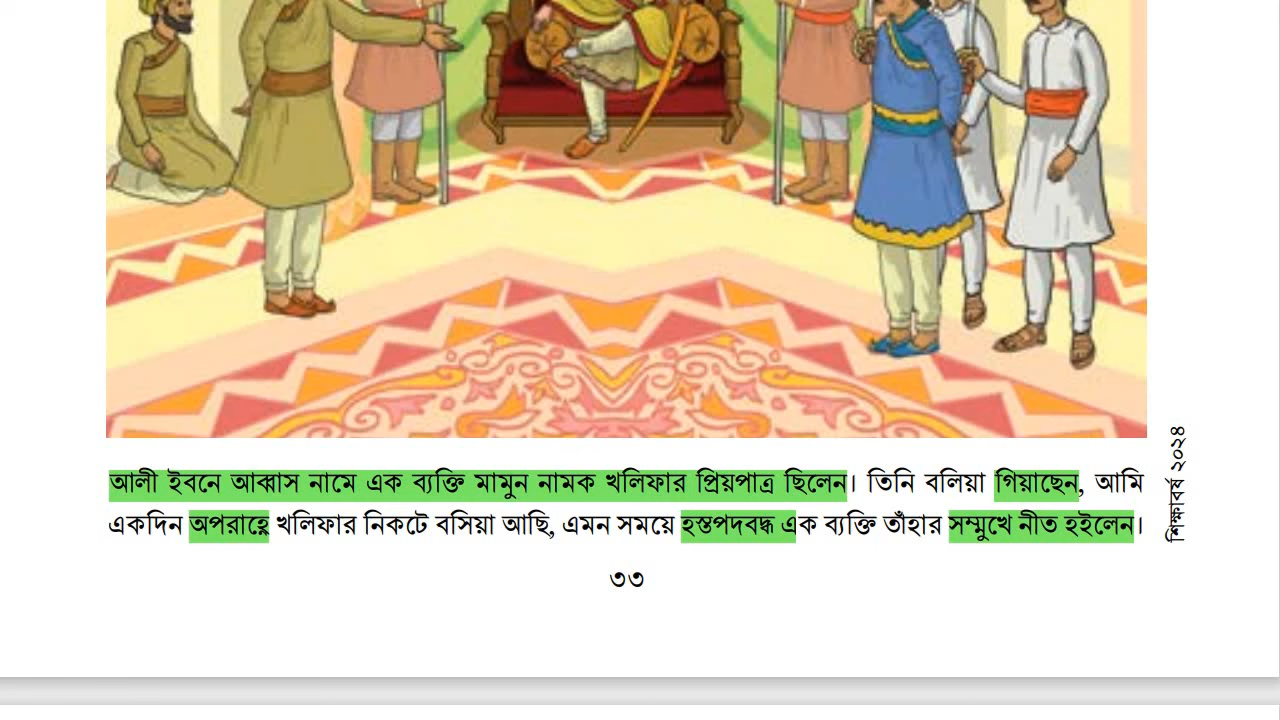 আলী ইবনে আব্বাস নামে এক ব্যক্তি মামুন নামক খলিফার প্রিয়পাত্র ছিলেন। তিনি বলিয়া গিয়াছেন, আমি
একদিন অপরাহ্ণে খলিফার নিকটে বসিয়া আছি, এমন সময়ে হস্তপদবদ্ধ এক ব্যক্তি তাঁহার সম্মুখে নীত হইলেন।
৩৩
শিক্ষাবর্ষ ২০২৪